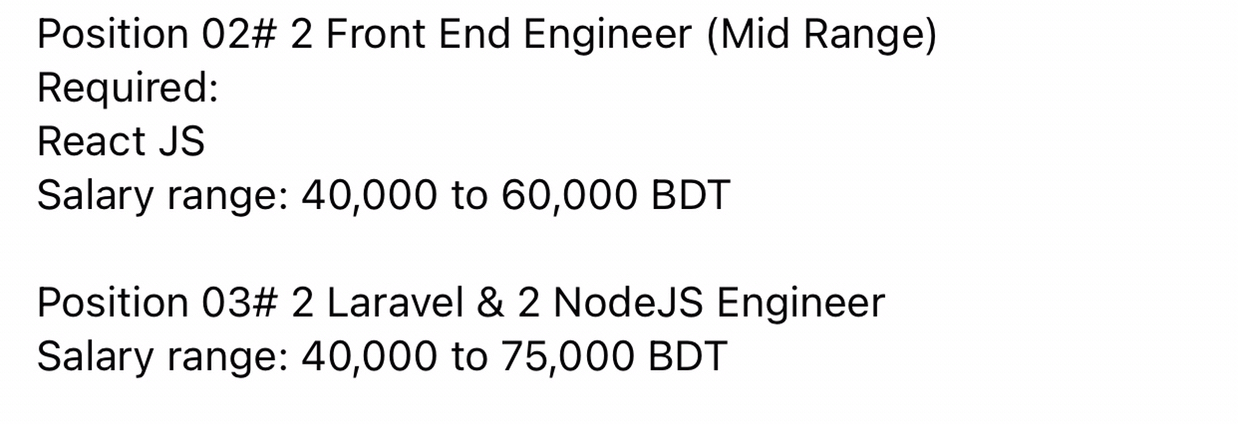 Position 02# 2 Front End Engineer (Mid Range)
Required:
React JS
Salary range: 40,000 to 60,000 BDT
Position 03# 2 Laravel & 2 NodeJS Engineer
Salary range: 40,000 to 75,000 BDT